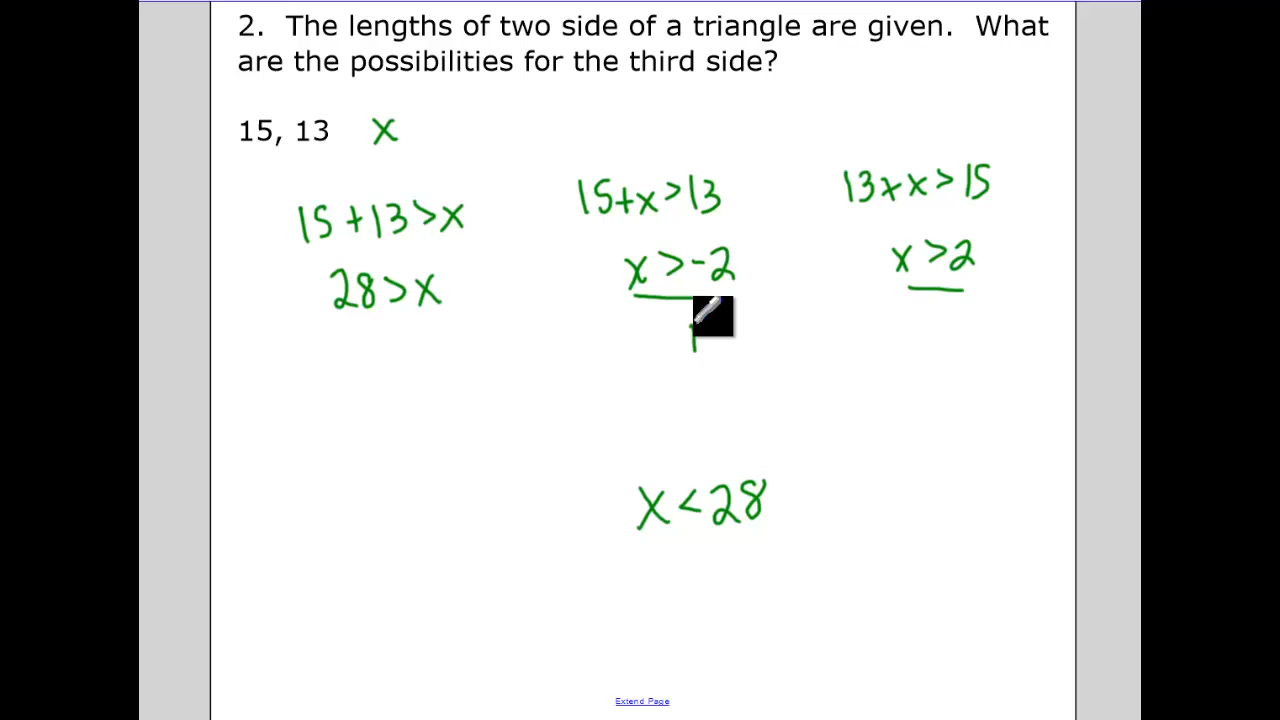 2. The lengths of two side of a triangle are given. What
are the possibilities for the third side?
15, 13 x
15+13>x
28>x
15+x>13
x>-2
13+x>15
x>2
x<28
Extend Page